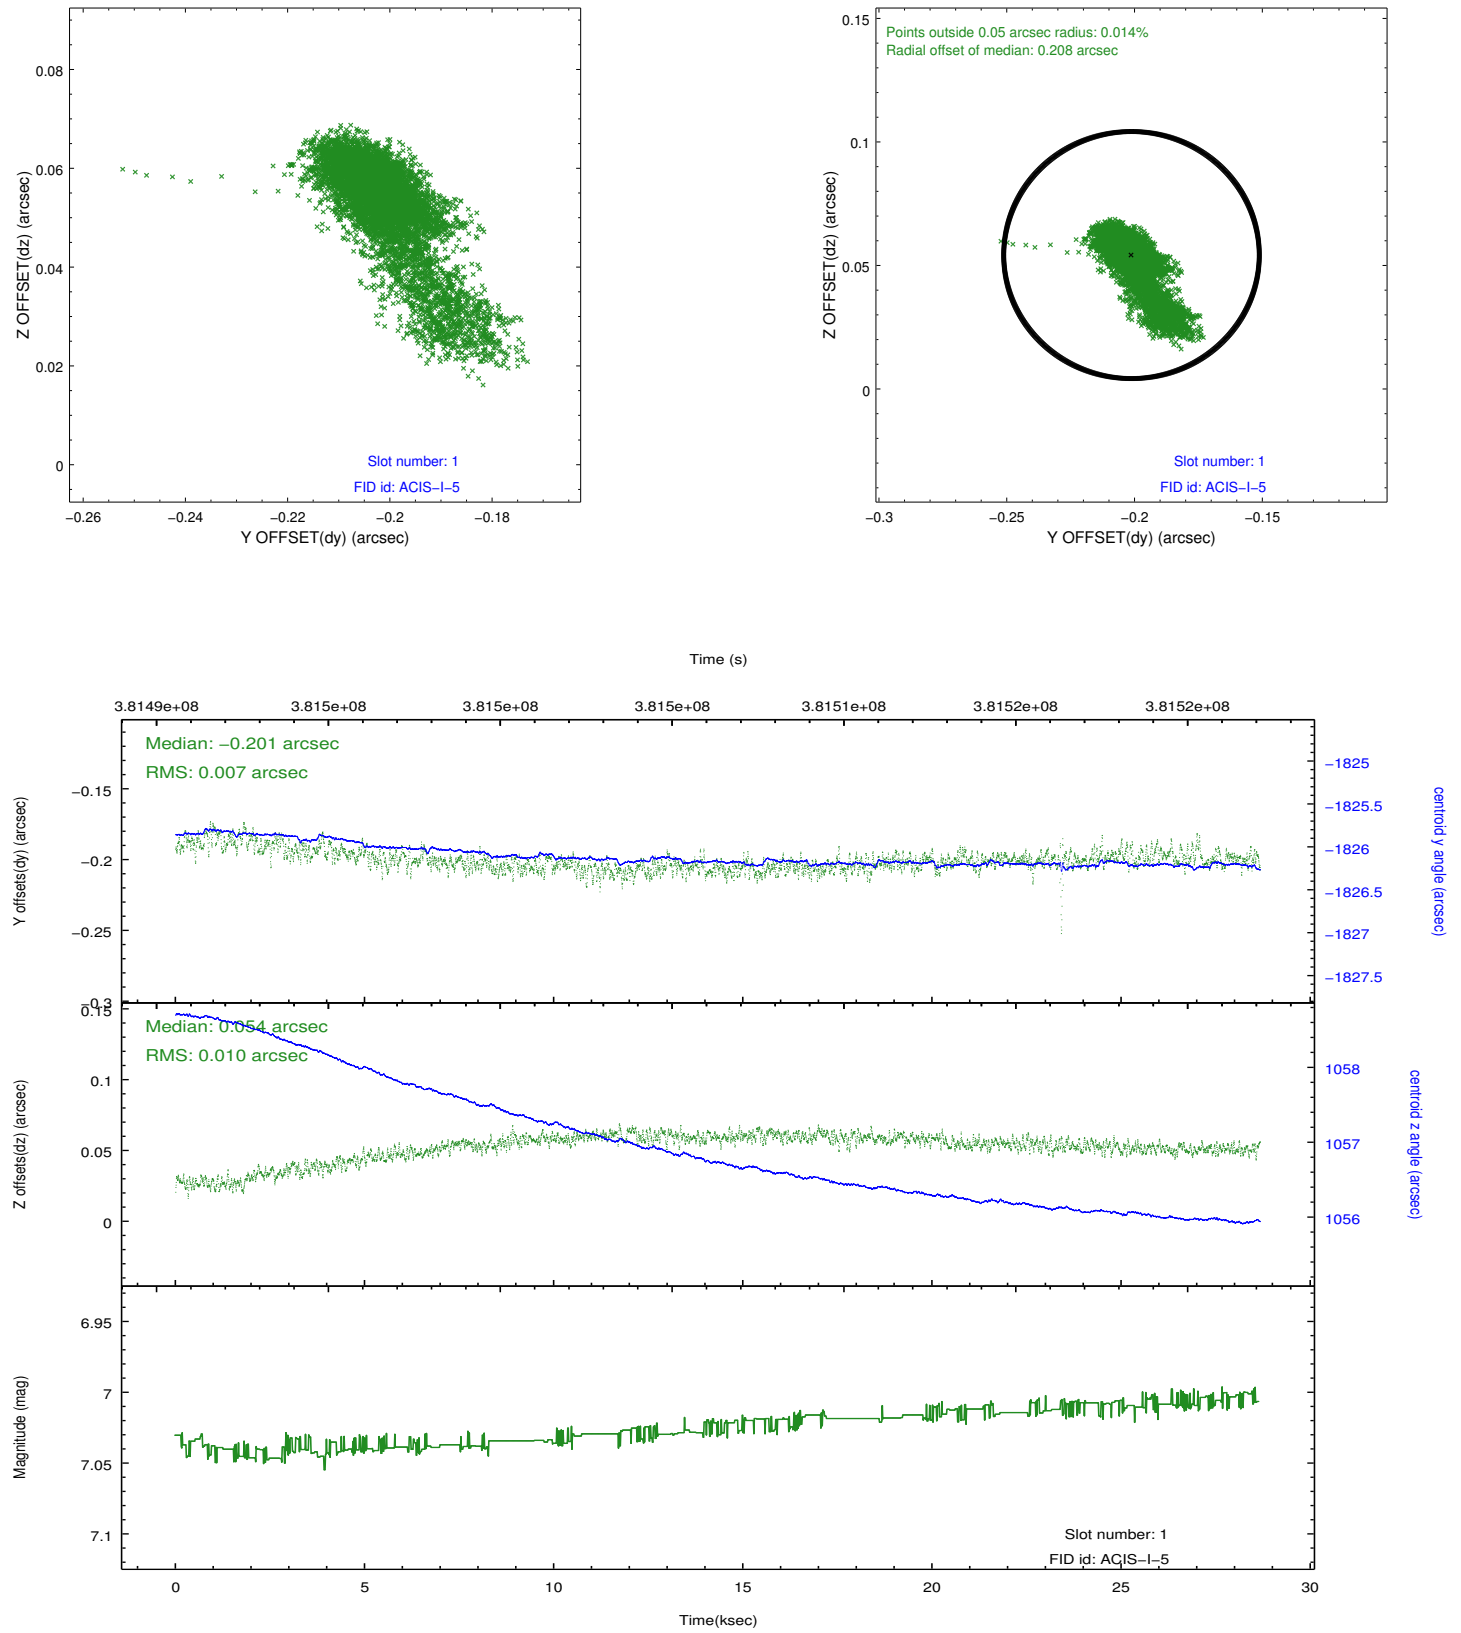 0.08
0.06
0.04
0.02
0
Z OFFSET(dz) (arcsec)
Slot number: 1
FID id: ACIS−I−5
−0.26 −0.24 −0.22 −0.2 −0.18
Y OFFSET(dy) (arcsec)
Points outside 0.05 arcsec radius: 0.014%
Radial offset of median: 0.208 arcsec
0.15
0.1
0.05
0
Z OFFSET(dz) (arcsec)
Slot number: 1
FID id: ACIS−I−5
−0.3 −0.25 −0.2 −0.15
Y OFFSET(dy) (arcsec)
Time (s)
3.8149e+08 3.815e+08 3.815e+08 3.815e+08 3.8151e+08 3.8152e+08 3.8152e+08
Median: −0.201 arcsec
RMS: 0.007 arcsec
−0.15
−0.2
−0.25
−0.3
Y offsets(dy) (arcsec)
−1825
−1825.5
−1826
−1826.5
−1827
−1827.5
centroid y angle (arcsec)
Median: 0.054 arcsec
RMS: 0.010 arcsec
0.15
0.1
0.05
0
Z offsets(dz) (arcsec)
1058
1057
1056
centroid z angle (arcsec)
6.95
7
7.05
7.1
Magnitude (mag)
Slot number: 1
FID id: ACIS−I−5
0 5 10 15 20 25 30
Time(ksec)